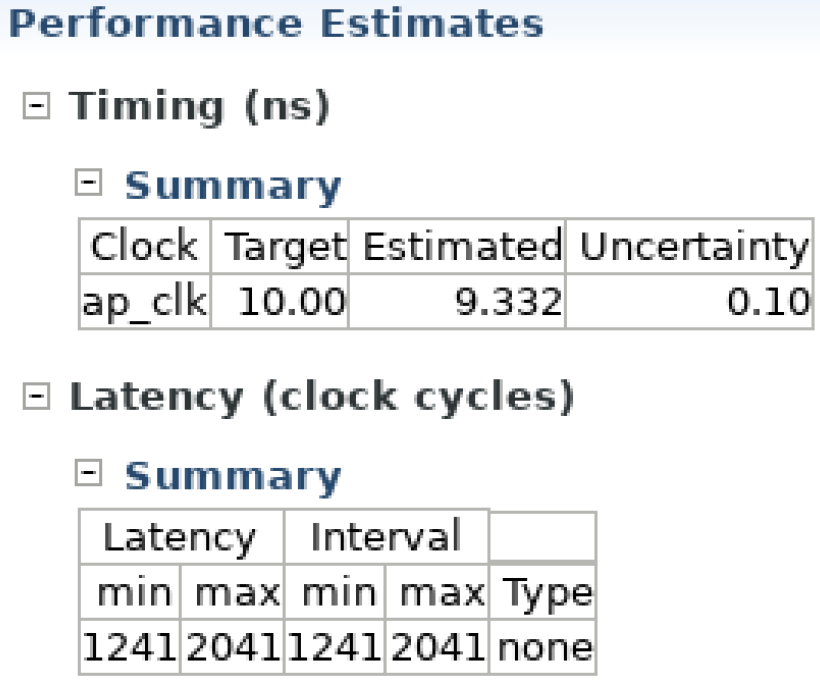 Performance Estimates
Timing (ns)
Summary
Clock Target Estimated Uncertainty
ap_clk 10.00 9.332 0.10
Latency (clock cycles)
Summary
Latency Interval
min max min max Type
1241 2041 1241 2041 none